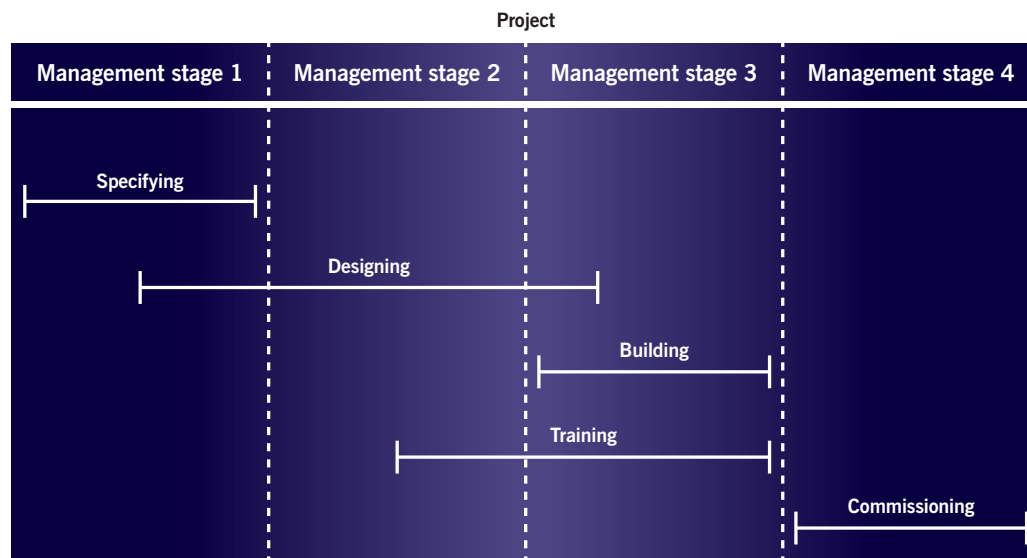 Project
Management stage 1
Management stage 2
Management stage 3
Management stage 4
Specifying
Designing
Building
Training
Commissioning